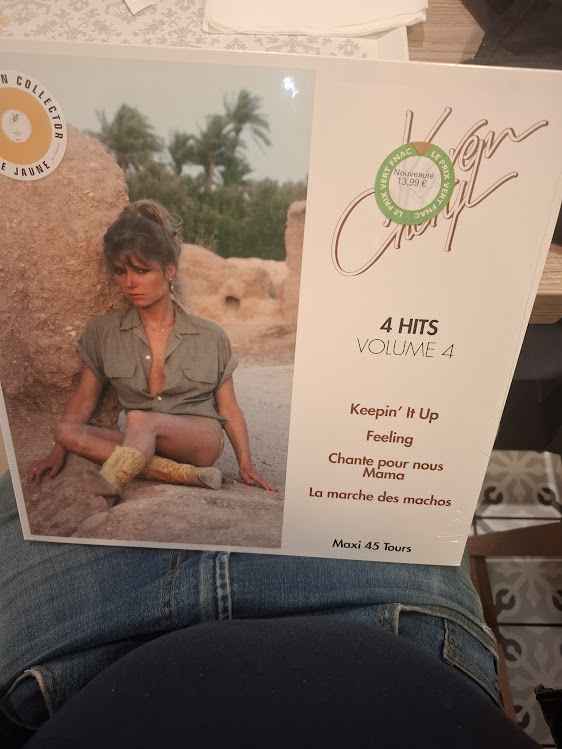 N COLLECTOR
E JAUNE
Karen
Cheryl
LE PRIX VERT FNAC
LE PRIX VERT FNAC
Nouveauté
13,99 €
4 HITS
VOLUME 4
Keepin' It Up
Feeling
Chante pour nous
Mama
La marche des machos
Maxi 45 Tours